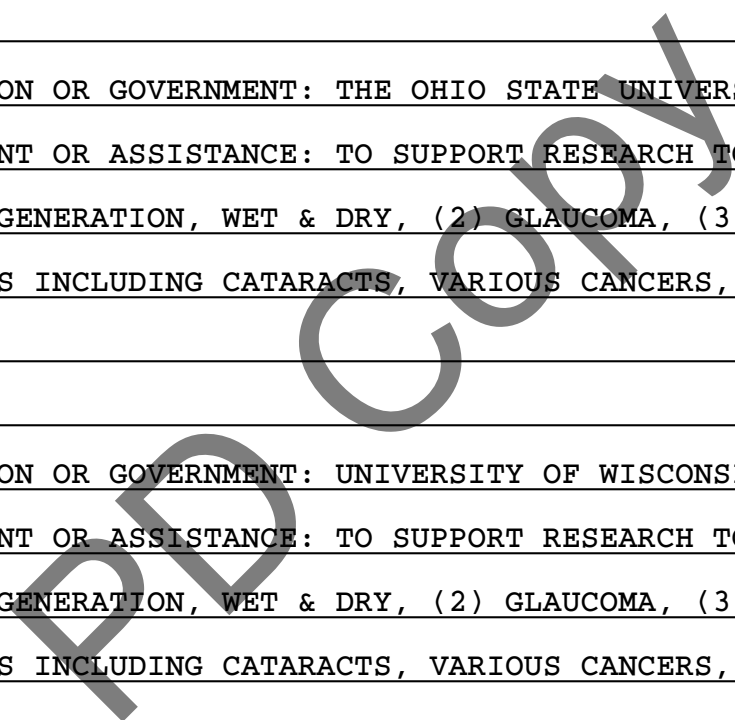 ON OR GOVERNMENT: THE OHIO STATE UNIVERS
NT OR ASSISTANCE: TO SUPPORT RESEARCH TO
GENERATION, WET & DRY, (2) GLAUCOMA, (3
S INCLUDING CATARACTS, VARIOUS CANCERS,
ON OR GOVERNMENT: UNIVERSITY OF WISCONSI
NT OR ASSISTANCE: TO SUPPORT RESEARCH TO
GENERATION, WET & DRY, (2) GLAUCOMA, (3
S INCLUDING CATARACTS, VARIOUS CANCERS,
PD Copy